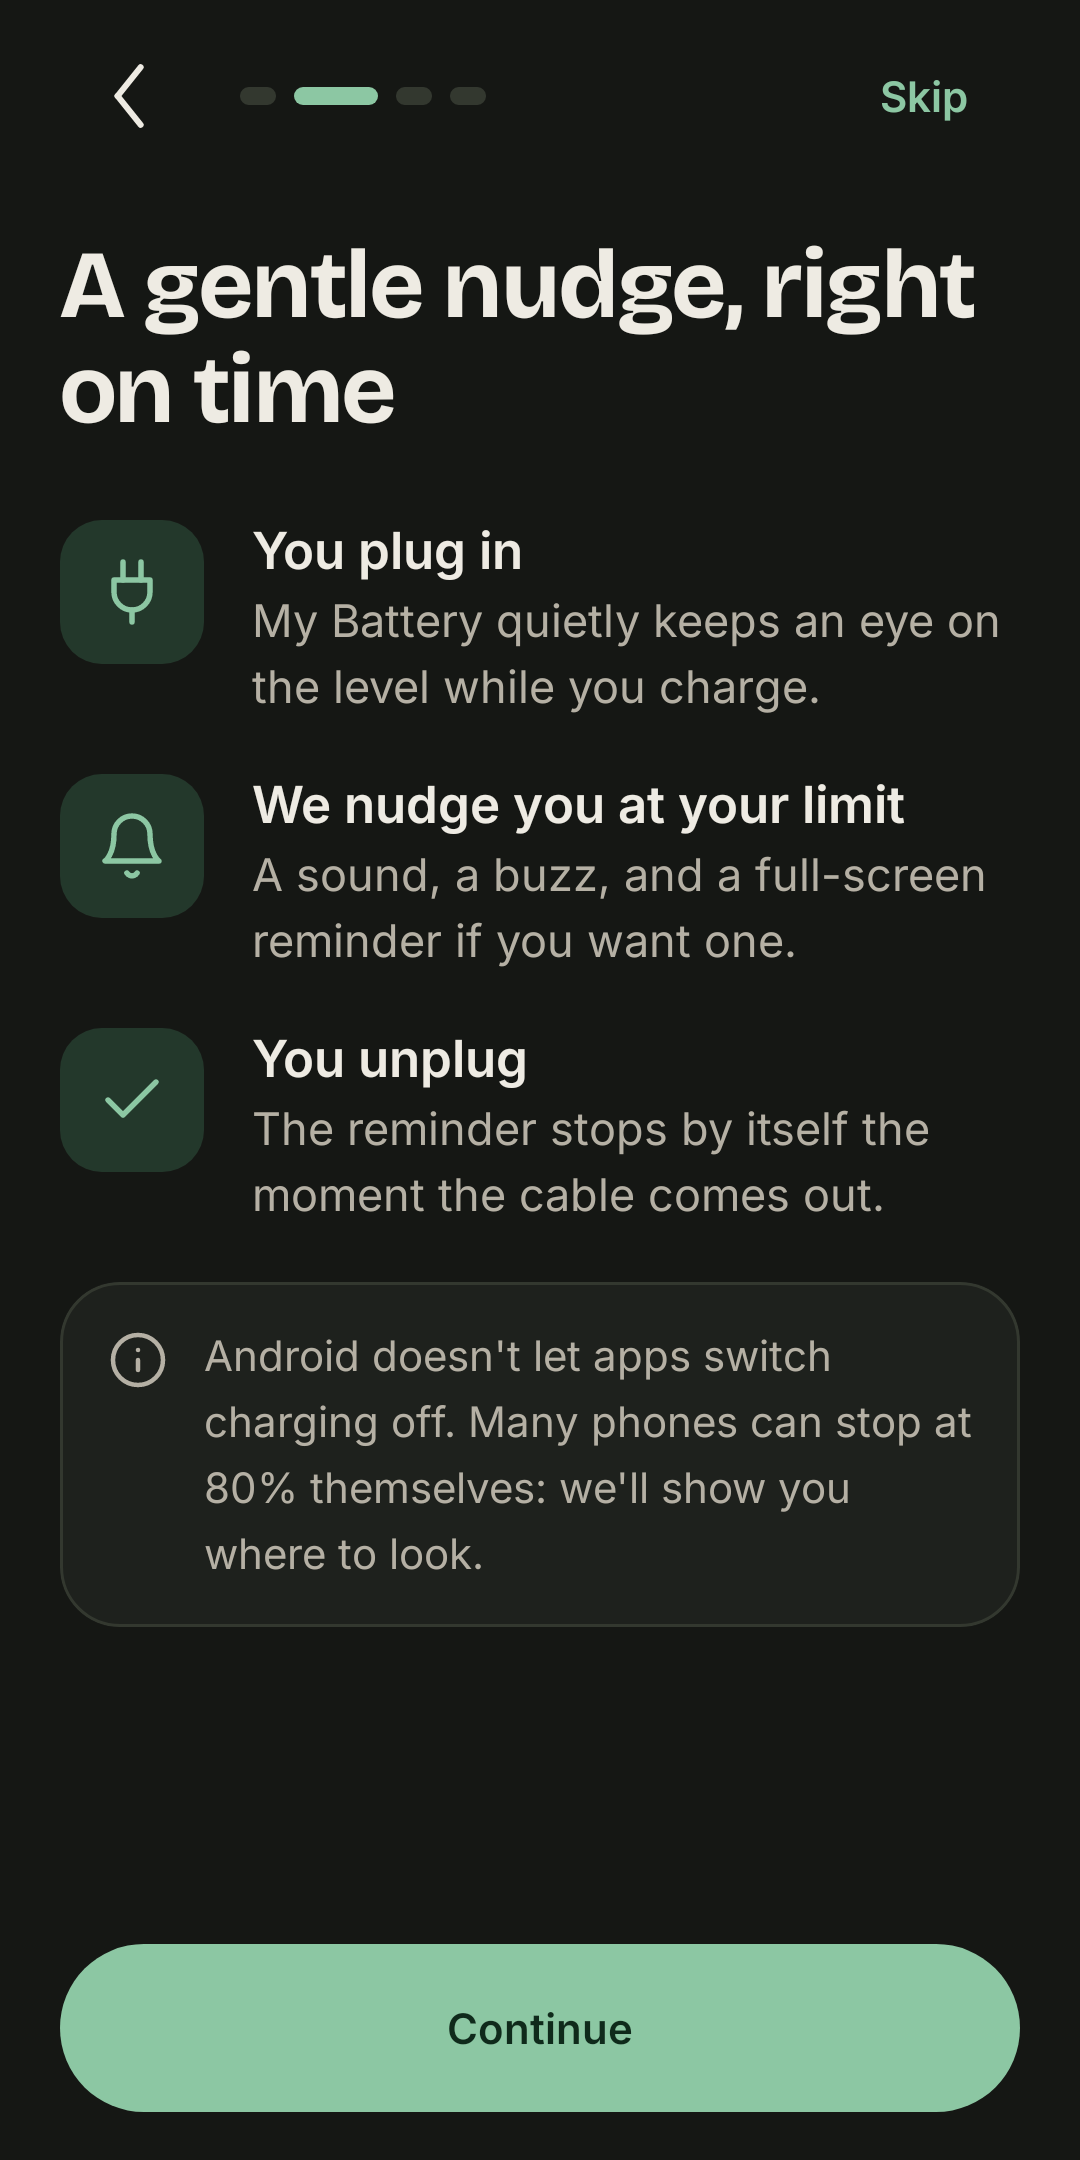 Skip
A gentle nudge, right
on time
You plug in
My Battery quietly keeps an eye on
the level while you charge.
We nudge you at your limit
A sound, a buzz, and a full-screen
reminder if you want one.
You unplug
The reminder stops by itself the
moment the cable comes out.
Android doesn't let apps switch
charging off. Many phones can stop at
80% themselves: we'll show you
where to look.
Continue